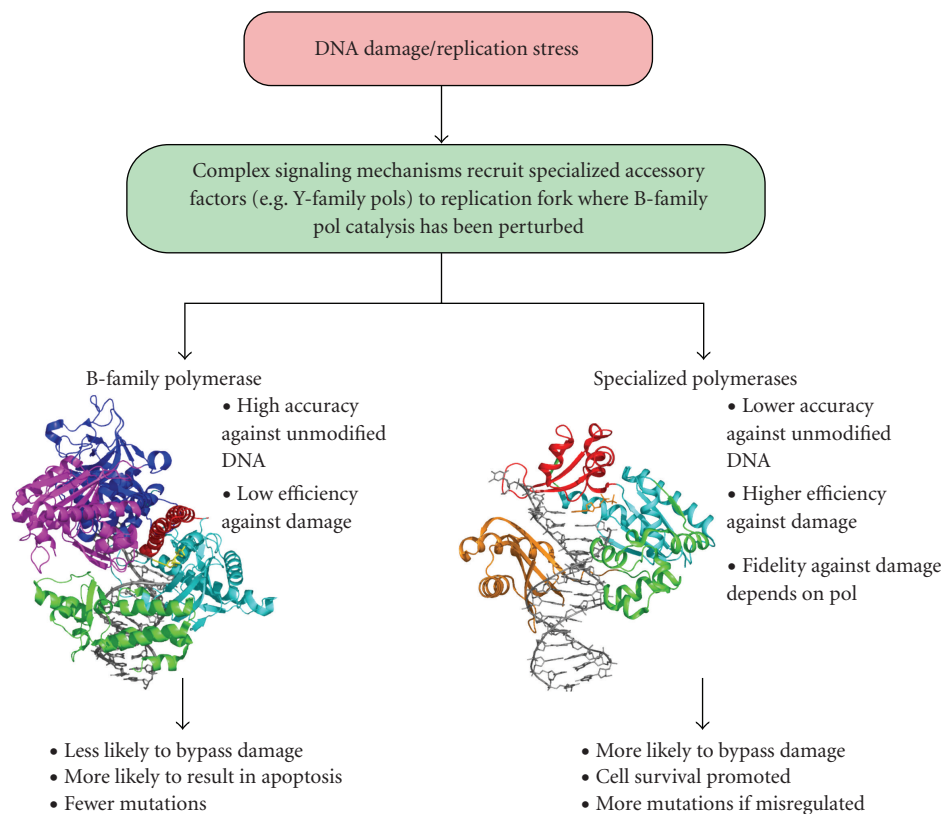 DNA damage/replication stress
Complex signaling mechanisms recruit specialized accessory
factors (e.g. Y-family pols) to replication fork where B-family
pol catalysis has been perturbed
B-family polymerase
• High accuracy
against unmodified
DNA
• Low efficiency
against damage
Specialized polymerases
• Lower accuracy
against unmodified
DNA
• Higher efficiency
against damage
• Fidelity against damage
depends on pol
• Less likely to bypass damage
• More likely to result in apoptosis
• Fewer mutations
• More likely to bypass damage
• Cell survival promoted
• More mutations if misregulated